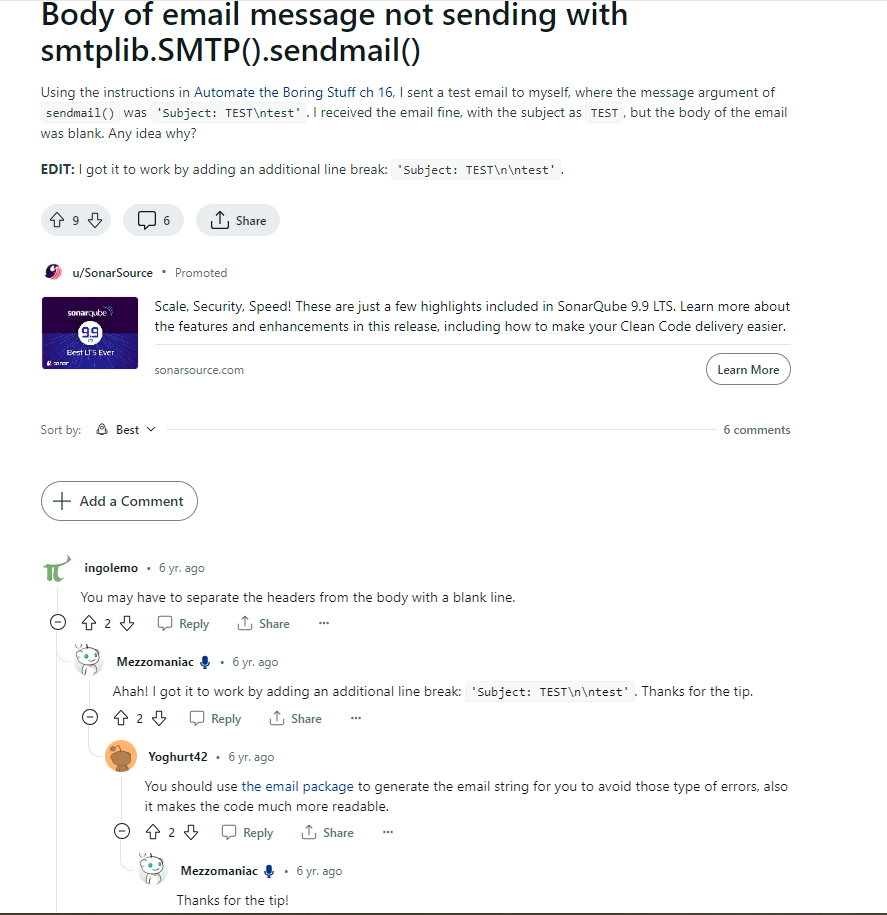 Body of email message not sending with
smtplib.SMTP().sendmail()
Using the instructions in Automate the Boring Stuff ch 16, I sent a test email to myself, where the message argument of
sendmail() was 'Subject: TEST\ntest'. I received the email fine, with the subject as TEST, but the body of the email
was blank. Any idea why?
EDIT: I got it to work by adding an additional line break: 'Subject: TEST\n\ntest'.
9 6 Share
u/SonarSource • Promoted
sonarqube
9.9
LTS
Best LTS Ever
sonar
Scale, Security, Speed! These are just a few highlights included in SonarQube 9.9 LTS. Learn more about
the features and enhancements in this release, including how to make your Clean Code delivery easier.
sonarsource.com Learn More
Sort by: Best 6 comments
Add a Comment
ingolemo • 6 yr. ago
You may have to separate the headers from the body with a blank line.
2 Reply Share ...
Mezzomaniac • 6 yr. ago
Ahah! I got it to work by adding an additional line break: 'Subject: TEST\n\ntest'. Thanks for the tip.
2 Reply Share ...
Yoghurt42 • 6 yr. ago
You should use the email package to generate the email string for you to avoid those type of errors, also
it makes the code much more readable.
2 Reply Share ...
Mezzomaniac • 6 yr. ago
Thanks for the tip!